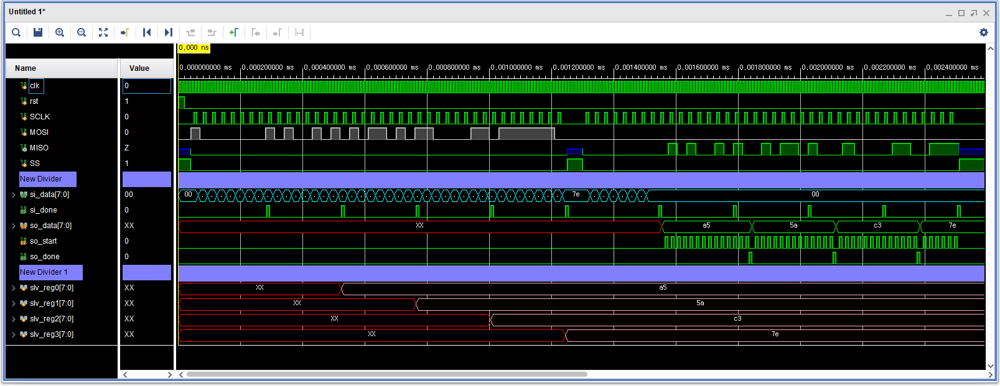 Untitled 1*
0,000 ns
Name Value
0,000000000 ms 0,000200000 ms 0,000400000 ms 0,000600000 ms 0,000800000 ms 0,001000000 ms 0,001200000 ms 0,001400000 ms 0,001600000 ms 0,001800000 ms 0,002000000 ms 0,002200000 ms 0,002400000 ms
clk 0
rst 1
SCLK 0
MOSI 0
MISO Z
SS 1
New Divider
si_data[7:0] 00 00 7e 00
si_done 0
so_data[7:0] XX XX a5 5a c3 7e
so_start 0
so_done 0
New Divider 1
slv_reg0[7:0] XX XX a5
slv_reg1[7:0] XX XX 5a
slv_reg2[7:0] XX XX c3
slv_reg3[7:0] XX XX 7e